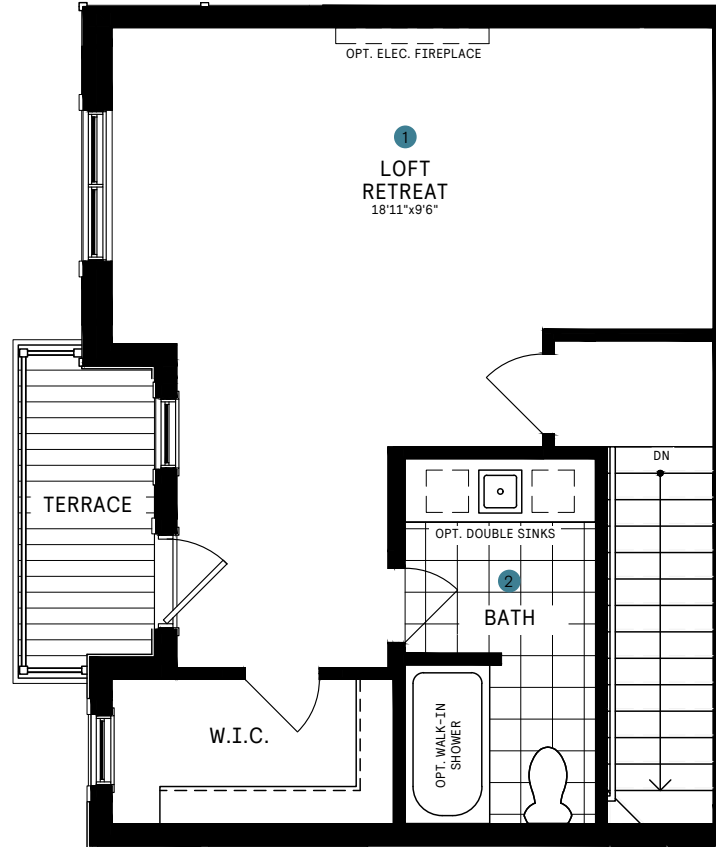 OPT. ELEC. FIREPLACE
1
LOFT
RETREAT
18'11"x9'6"
DN
TERRACE
OPT. DOUBLE SINKS
2
BATH
W.I.C.
OPT. WALK-IN
SHOWER